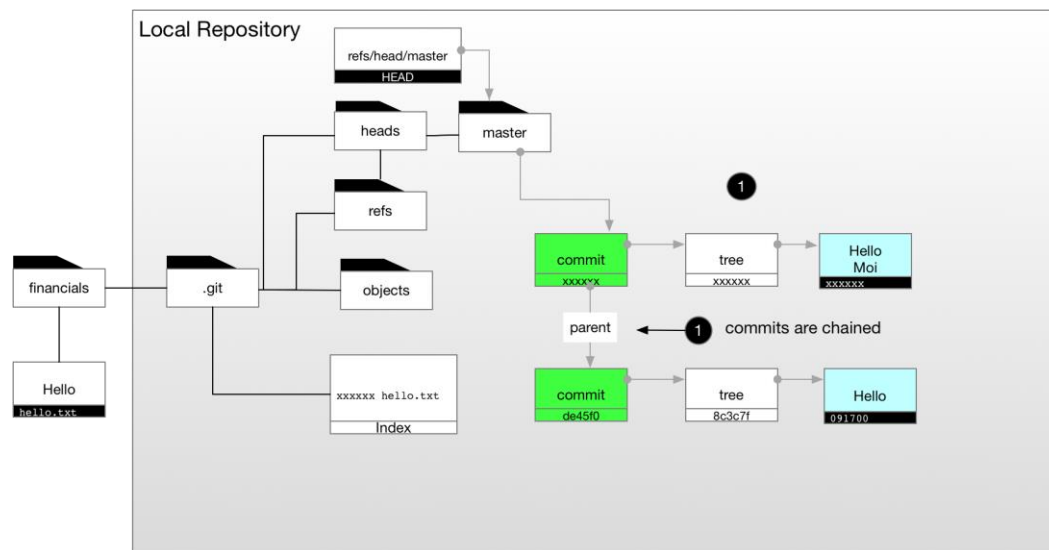 Local Repository
refs/head/master
HEAD
heads
master
refs
1
financials
.git
objects
commit
xxxxxx
tree
xxxxxx
Hello
Moi
xxxxxx
parent
1 commits are chained
Hello
hello.txt
xxxxxx hello.txt
Index
commit
de45f0
tree
8c3c7f
Hello
091700